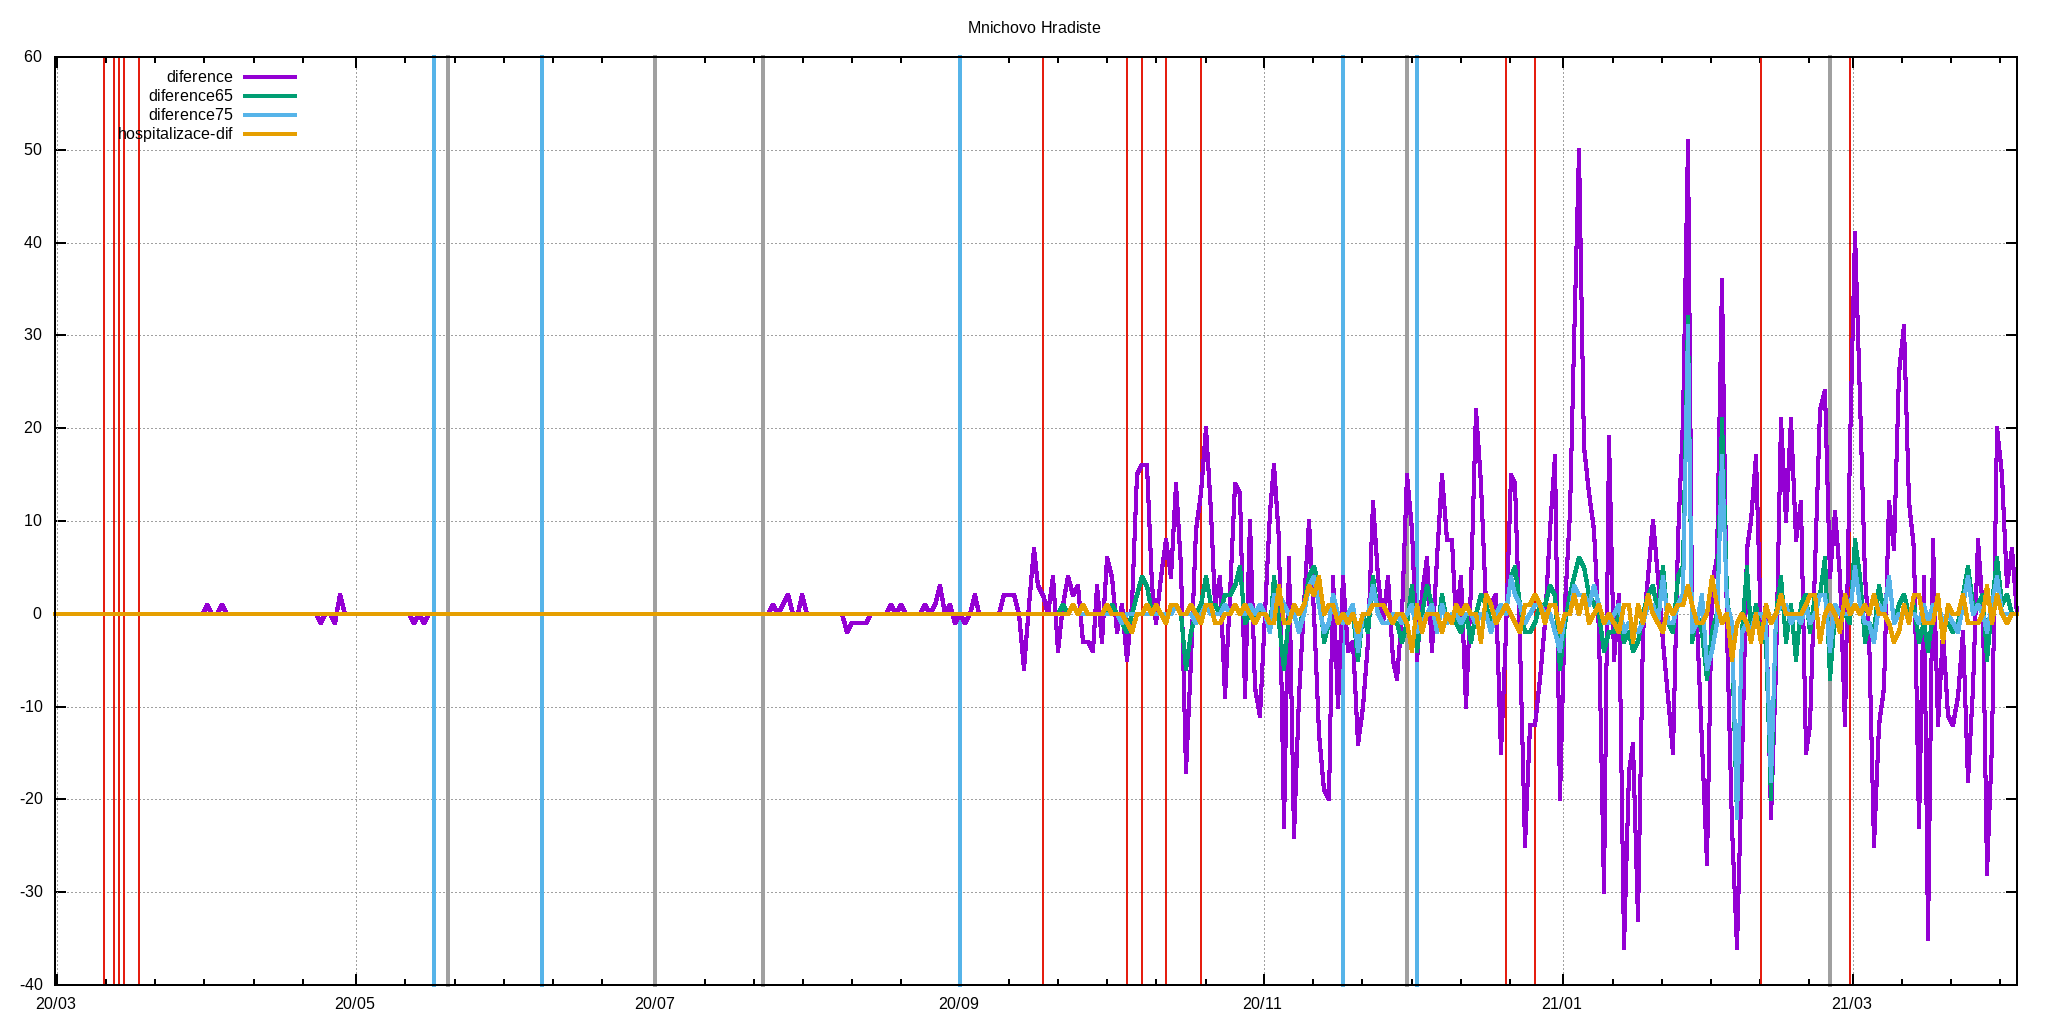 Mnichovo Hradiste
60
50
40
30
20
10
0
-10
-20
-30
-40
diference
diference65
diference75
hospitalizace-dif
20/03 20/05 20/07 20/09 20/11 21/01 21/03